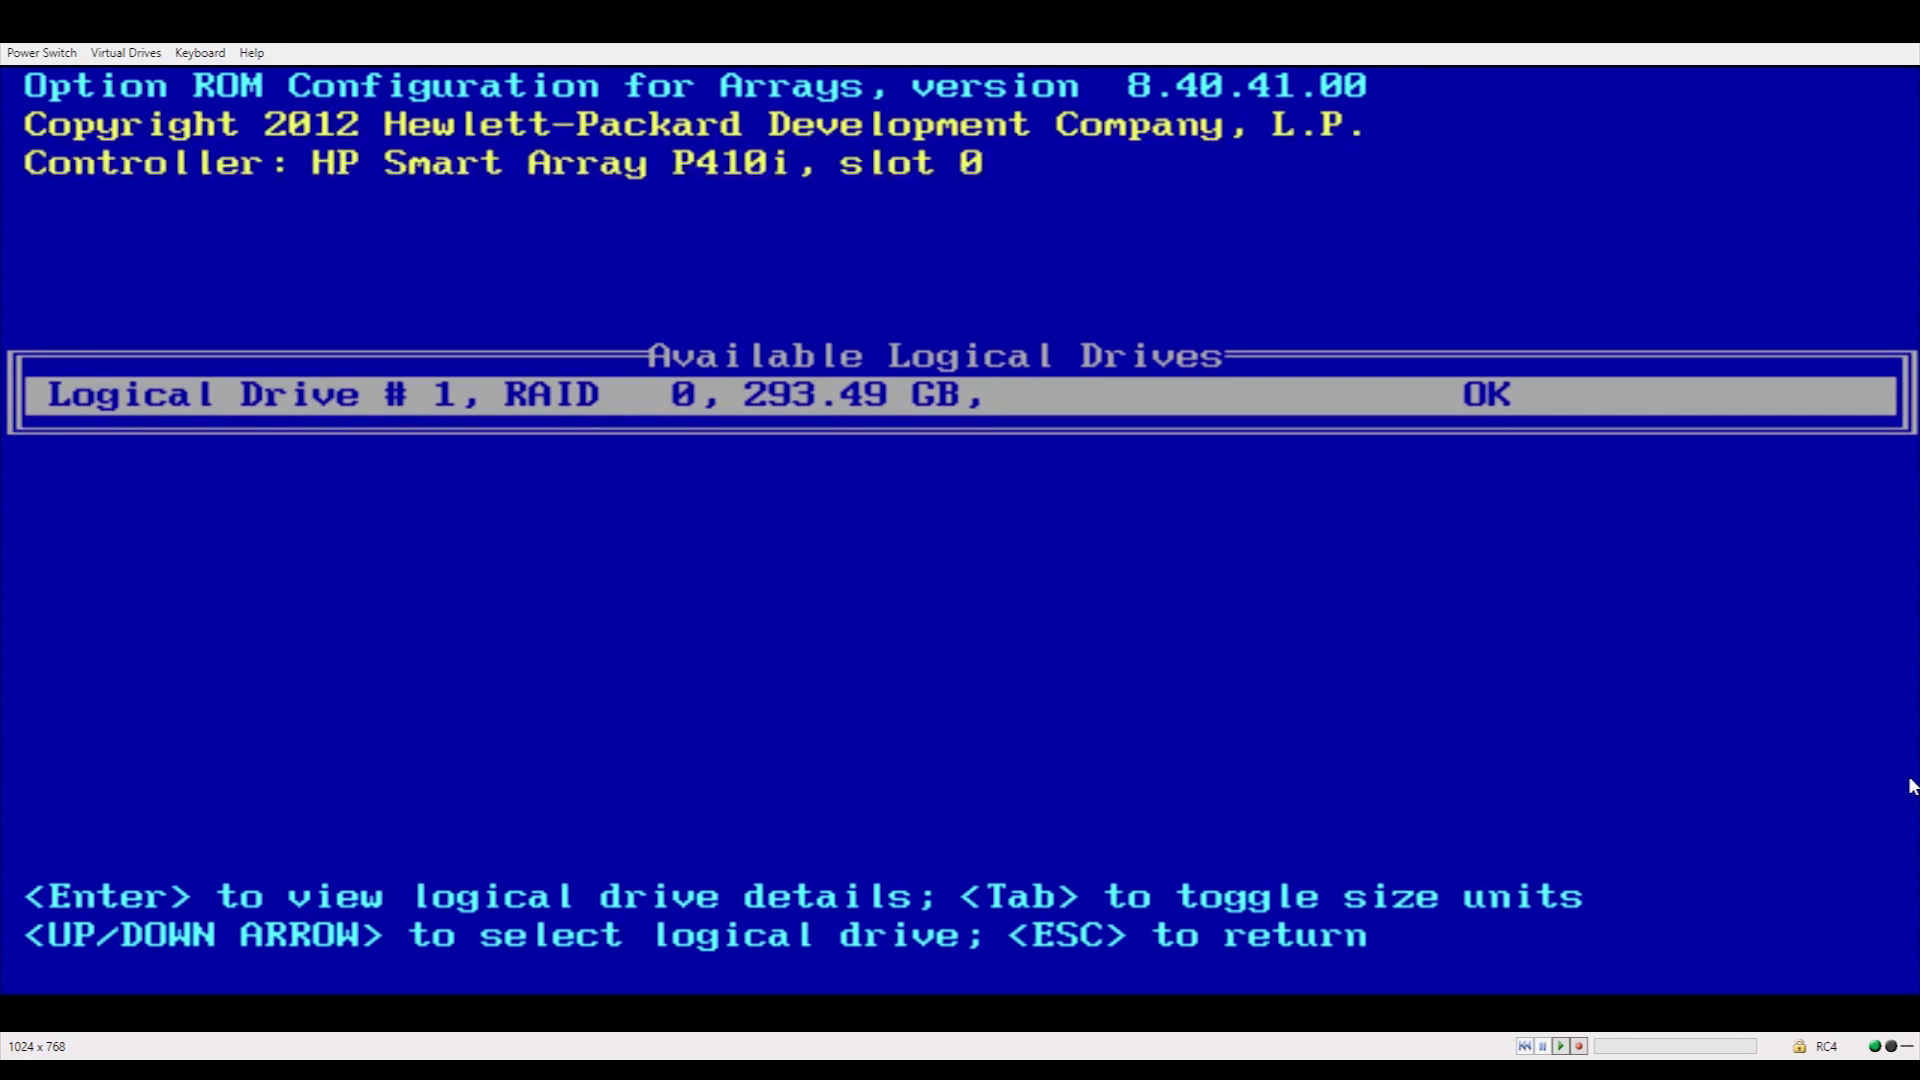 Power Switch Virtual Drives Keyboard Help
Option ROM Configuration for Arrays, version 8.40.41.00
Copyright 2012 Hewlett-Packard Development Company, L.P.
Controller: HP Smart Array P410i, slot 0
Available Logical Drives
Logical Drive # 1, RAID 0, 293.49 GB, OK
<Enter> to view logical drive details; <Tab> to toggle size units
<UP/DOWN ARROW> to select logical drive; <ESC> to return
1024 x 768 RC4